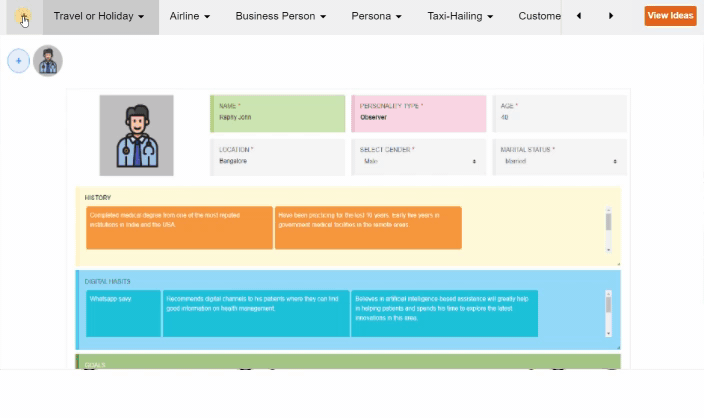 Travel or Holiday
Airline
Business Person
Persona
Taxi-Hailing
Custome
View Ideas
NAME *
Raphy John
PERSONALITY TYPE *
Observer
AGE *
40
LOCATION *
Bangalore
SELECT GENDER *
Male
MARITAL STATUS *
Married
HISTORY
Completed medical degree from one of the most reputed
institutions in India and the USA.
Have been practicing for the last 10 years. Early five years in
government medical facilities in the remote areas
DIGITAL HABITS
Whatsapp savy
Recommends digital channels to his patients where they can find
good information on health management.
Believes in artificial intelligence-based assistance will greatly help
in helping patients and spends his time to explore the latest
innovations in this area.
GOALS